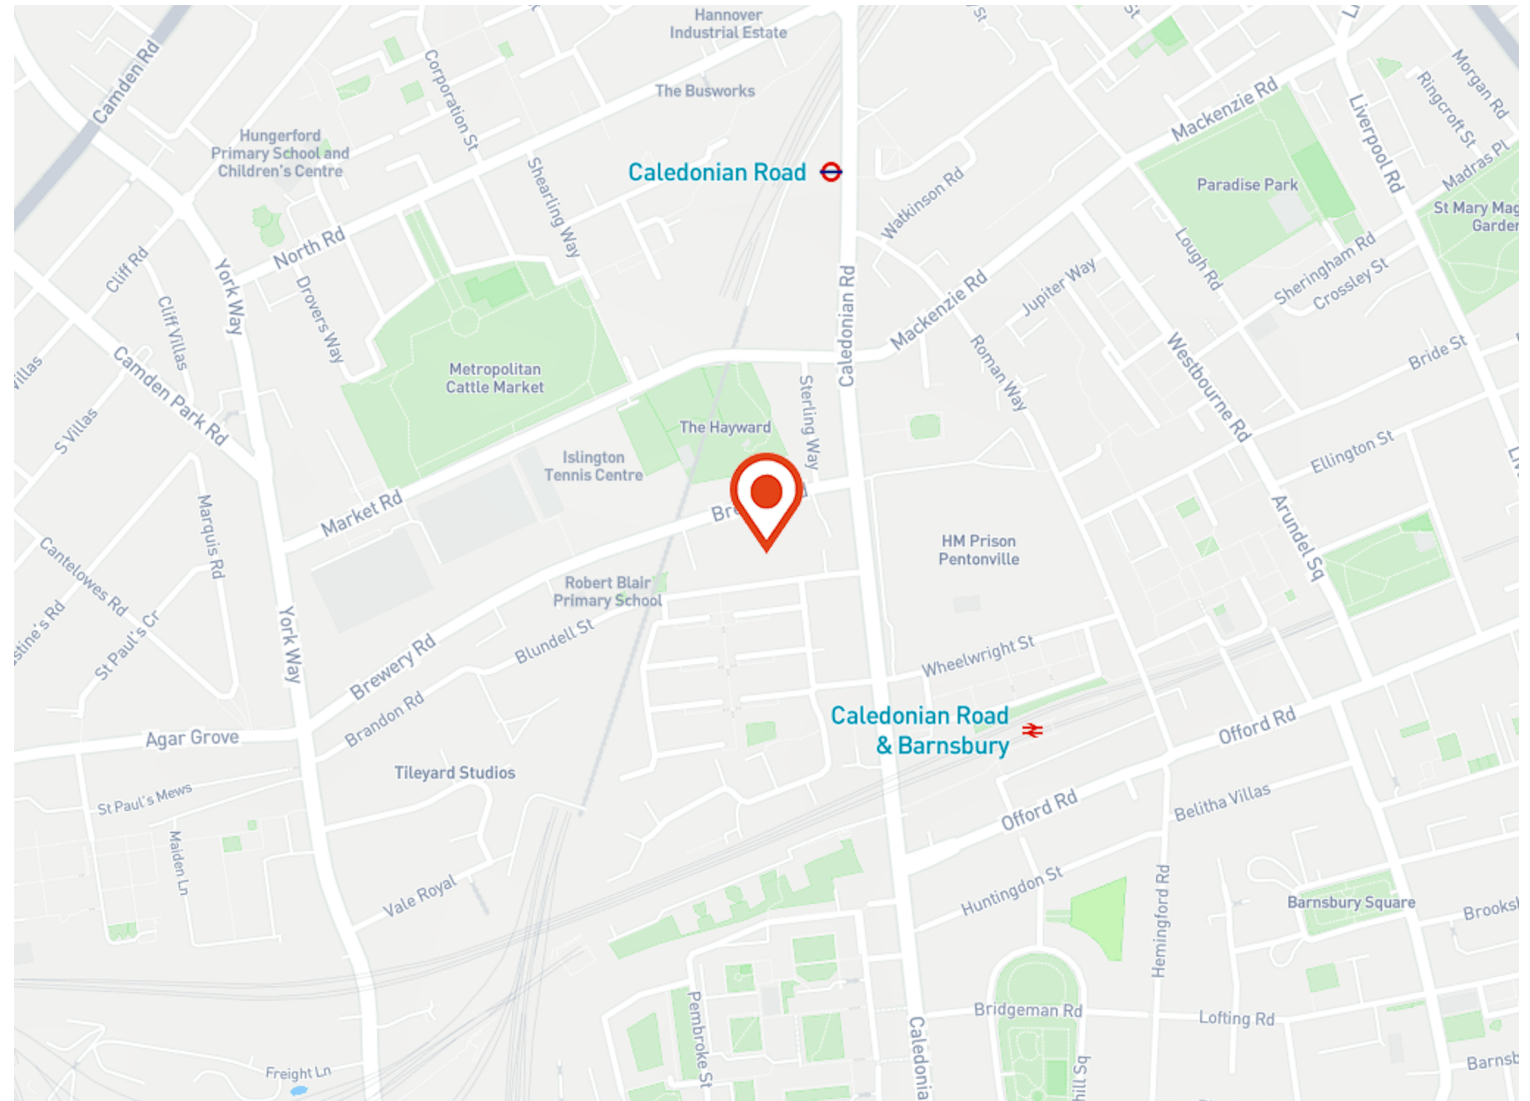 Hannover
Industrial Estate
The Busworks
Camden Rd
Corporation St
Hungerford
Primary School and
Children's Centre
Shearling Way
North Rd
Caledonian Road
Watkinson Rd
Mackenzie Rd
Liverpool Rd
Morgan Rd
Ringcroft St
Madras Pl
Paradise Park
St Mary Mag
Garden
Lough Rd
Sheringham Rd
Crossley St
Cliff Rd
Cliff Villas
York Way
Drovers Way
Caledonian Rd
Mackenzie Rd
Jupiter Way
Roman Way
Westbourne Rd
Bride St
Villas
Camden Park Rd
S Villas
Metropolitan
Cattle Market
The Hayward
Sterling Way
Islington
Tennis Centre
Ellington St
Liv
Market Rd
Marquis Rd
Bre
HM Prison
Pentonville
Arundel Sq
Cantelowes Rd
St Paul's Cr
stine's Rd
York Way
Robert Blair
Primary School
Blundell St
Brewery Rd
Brandon Rd
Wheelwright St
Caledonian Road
& Barnsbury
Offord Rd
Agar Grove
Tileyard Studios
St Paul's Mews
Maiden Ln
Offord Rd
Belitha Villas
Vale Royal
Huntingdon St
Hemingford Rd
Barnsbury Square
Brooksb
Pembroke St
Caledonia
Bridgeman Rd
Lofting Rd
Freight Ln
hill Sq
Barnsb